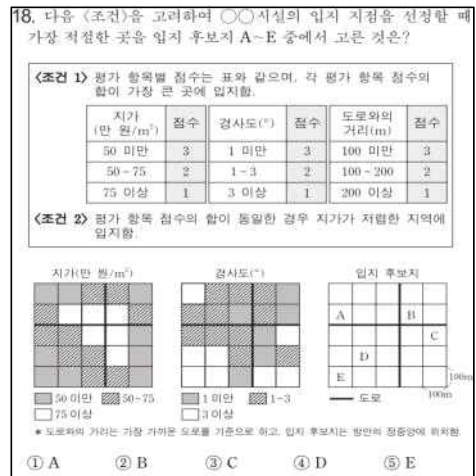 18. 다음 〈조건〉을 고려하여 ○○시설의 입지 지점을 선정할 때
가장 적절한 곳을 입지 후보지 A~E 중에서 고른 것은?
〈조건 1〉 평가 항목별 점수는 표와 같으며, 각 평가 항목 점수의
합이 가장 큰 곳에 입지함.
지가(만 원/m²) 점수 경사도(°) 점수 도로와의 거리(m) 점수
50 미만 3 1 미만 3 100 미만 3
50~75 2 1~3 2 100~200 2
75 이상 1 3 이상 1 200 이상 1
〈조건 2〉 평가 항목 점수의 합이 동일한 경우 지가가 저렴한 지역에
입지함.
지가(만 원/m²) 경사도(°) 입지 후보지
A B
C
D
E
100m
100m
50 미만 50~75 1 미만 1~3 도로
75 이상 3 이상
* 도로와의 거리는 가장 가까운 도로를 기준으로 하고, 입지 후보지는 방안의 정중앙에 위치함.
① A ② B ③ C ④ D ⑤ E